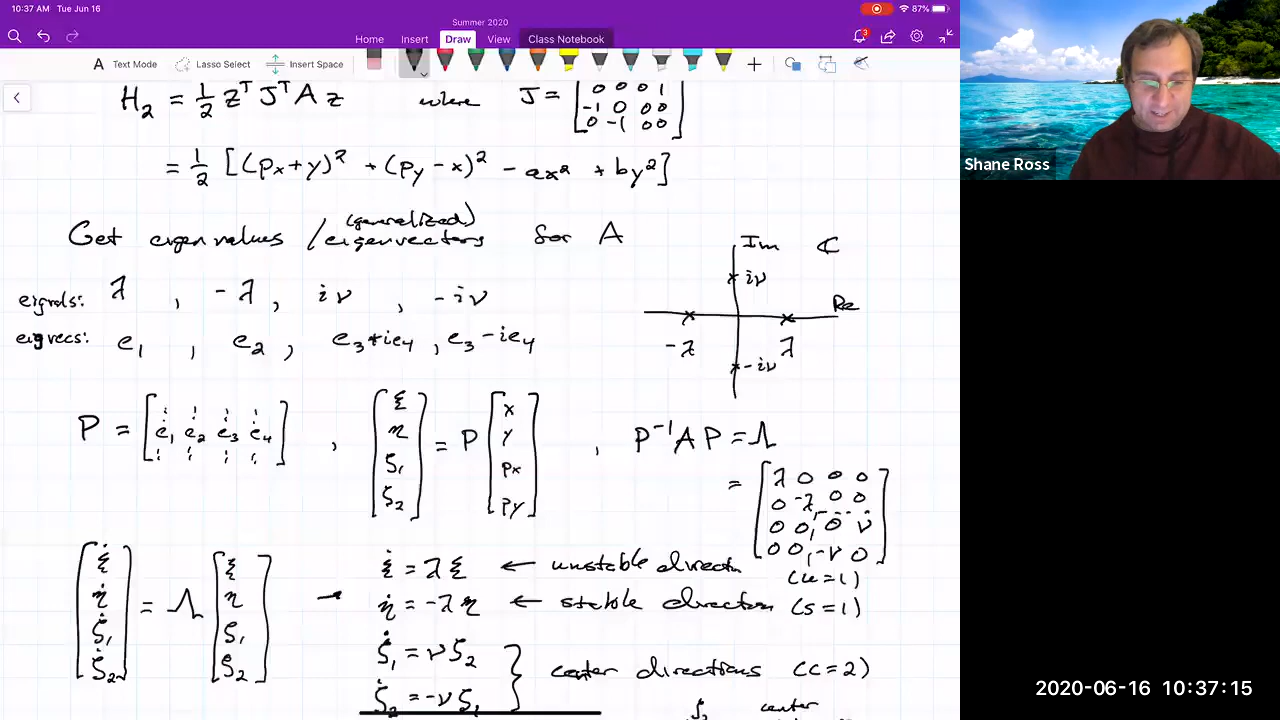 10:37 AM Tue Jun 16
87%
Summer 2020
Home Insert Draw View Class Notebook
3
A Text Mode Lasso Select Insert Space
H₂ = ½ zᵀ Jᵀ A z where J = [0 0 0 1
-1 0 0 0
0 -1 0 0]
= ½ [(px+y)² + (py-x)² - ax² + by²]
Shane Ross
(generalized)
Get eigenvalues /eigenvectors for A
Im ℂ
iν
Re
-λ λ
-iν
eigvals: λ , -λ , iν , -iν
eigvecs: e₁ , e₂ , e₃+ie₄ , e₃-ie₄
P = [e₁ e₂ e₃ e₄] , [ξ η ζ₁ ζ₂] = P [x y px py] , P⁻¹AP = Λ
= [λ 0 0 0
0 -λ 0 0
0 0 0 ν
0 0 -ν 0]
[ξ̇ η̇ ζ̇₁ ζ̇₂] = Λ [ξ η ζ₁ ζ₂] →
ξ̇ = λξ ← unstable directn (u=1)
η̇ = -λη ← stable direction (s=1)
ζ̇₁ = νζ₂
ζ̇₂ = -νζ₁
} center directions (c=2)
ζ₂ center
2020-06-16 10:37:15